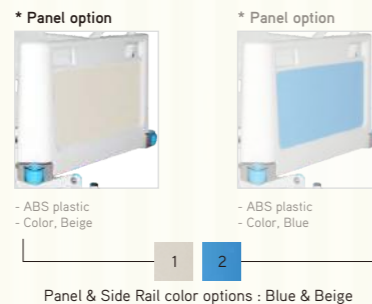 * Panel option
- ABS plastic
- Color, Beige
* Panel option
- ABS plastic
- Color, Blue
1 2
Panel & Side Rail color options : Blue & Beige